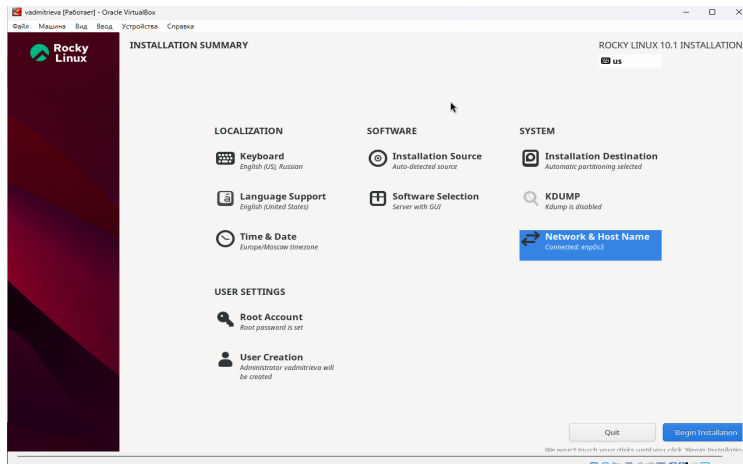 vadmitrieva [Работает] - Oracle VirtualBox
Файл Машина Вид Ввод Устройства Справка
Rocky Linux
INSTALLATION SUMMARY
ROCKY LINUX 10.1 INSTALLATION
us
LOCALIZATION
Keyboard
English (US), Russian
Language Support
English (United States)
Time & Date
Europe/Moscow timezone
SOFTWARE
Installation Source
Auto-detected source
Software Selection
Server with GUI
SYSTEM
Installation Destination
Automatic partitioning selected
KDUMP
Kdump is disabled
Network & Host Name
Connected: enp0s3
USER SETTINGS
Root Account
Root password is set
User Creation
Administrator vadmitrieva will
be created
Quit
Begin Installation
We won't touch your disks until you click 'Begin Installatio